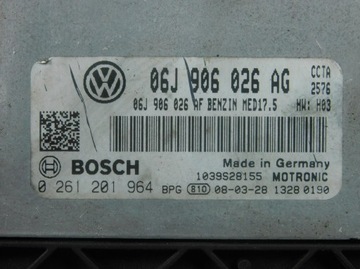 06J 906 026 AG CCTA
2576
06J 906 026 AF BENZIN MED17.5 HW: H03
BOSCH Made in Germany
1039S28155 MOTRONIC
0 261 201 964 BPG 810 08-03-28 1328 0190